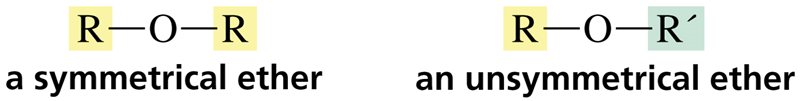 R—O—R R—O—R´
a symmetrical ether an unsymmetrical ether